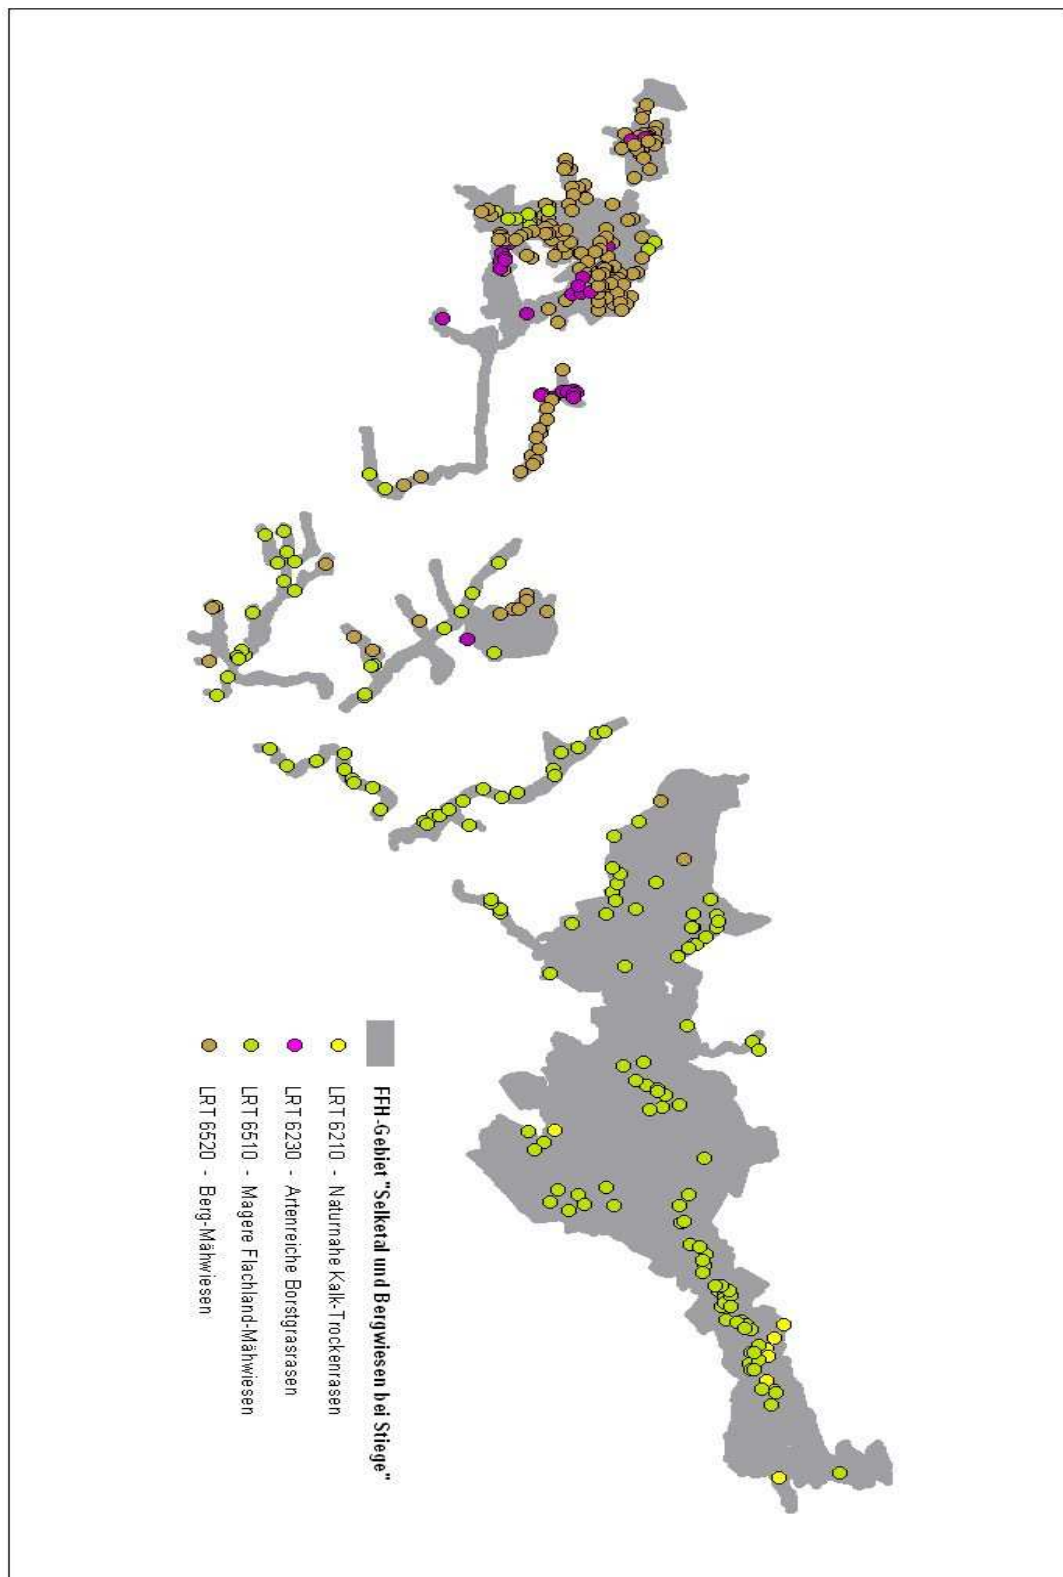 FFH-Gebiet "Selketal und Bergwiesen bei Stiege"
LRT 6210 - Naturnahe Kalk-Trockenrasen
LRT 6230 - Artenreiche Borstgrasrasen
LRT 6510 - Magere Flachland-Mähwiesen
LRT 6520 - Berg-Mähwiesen